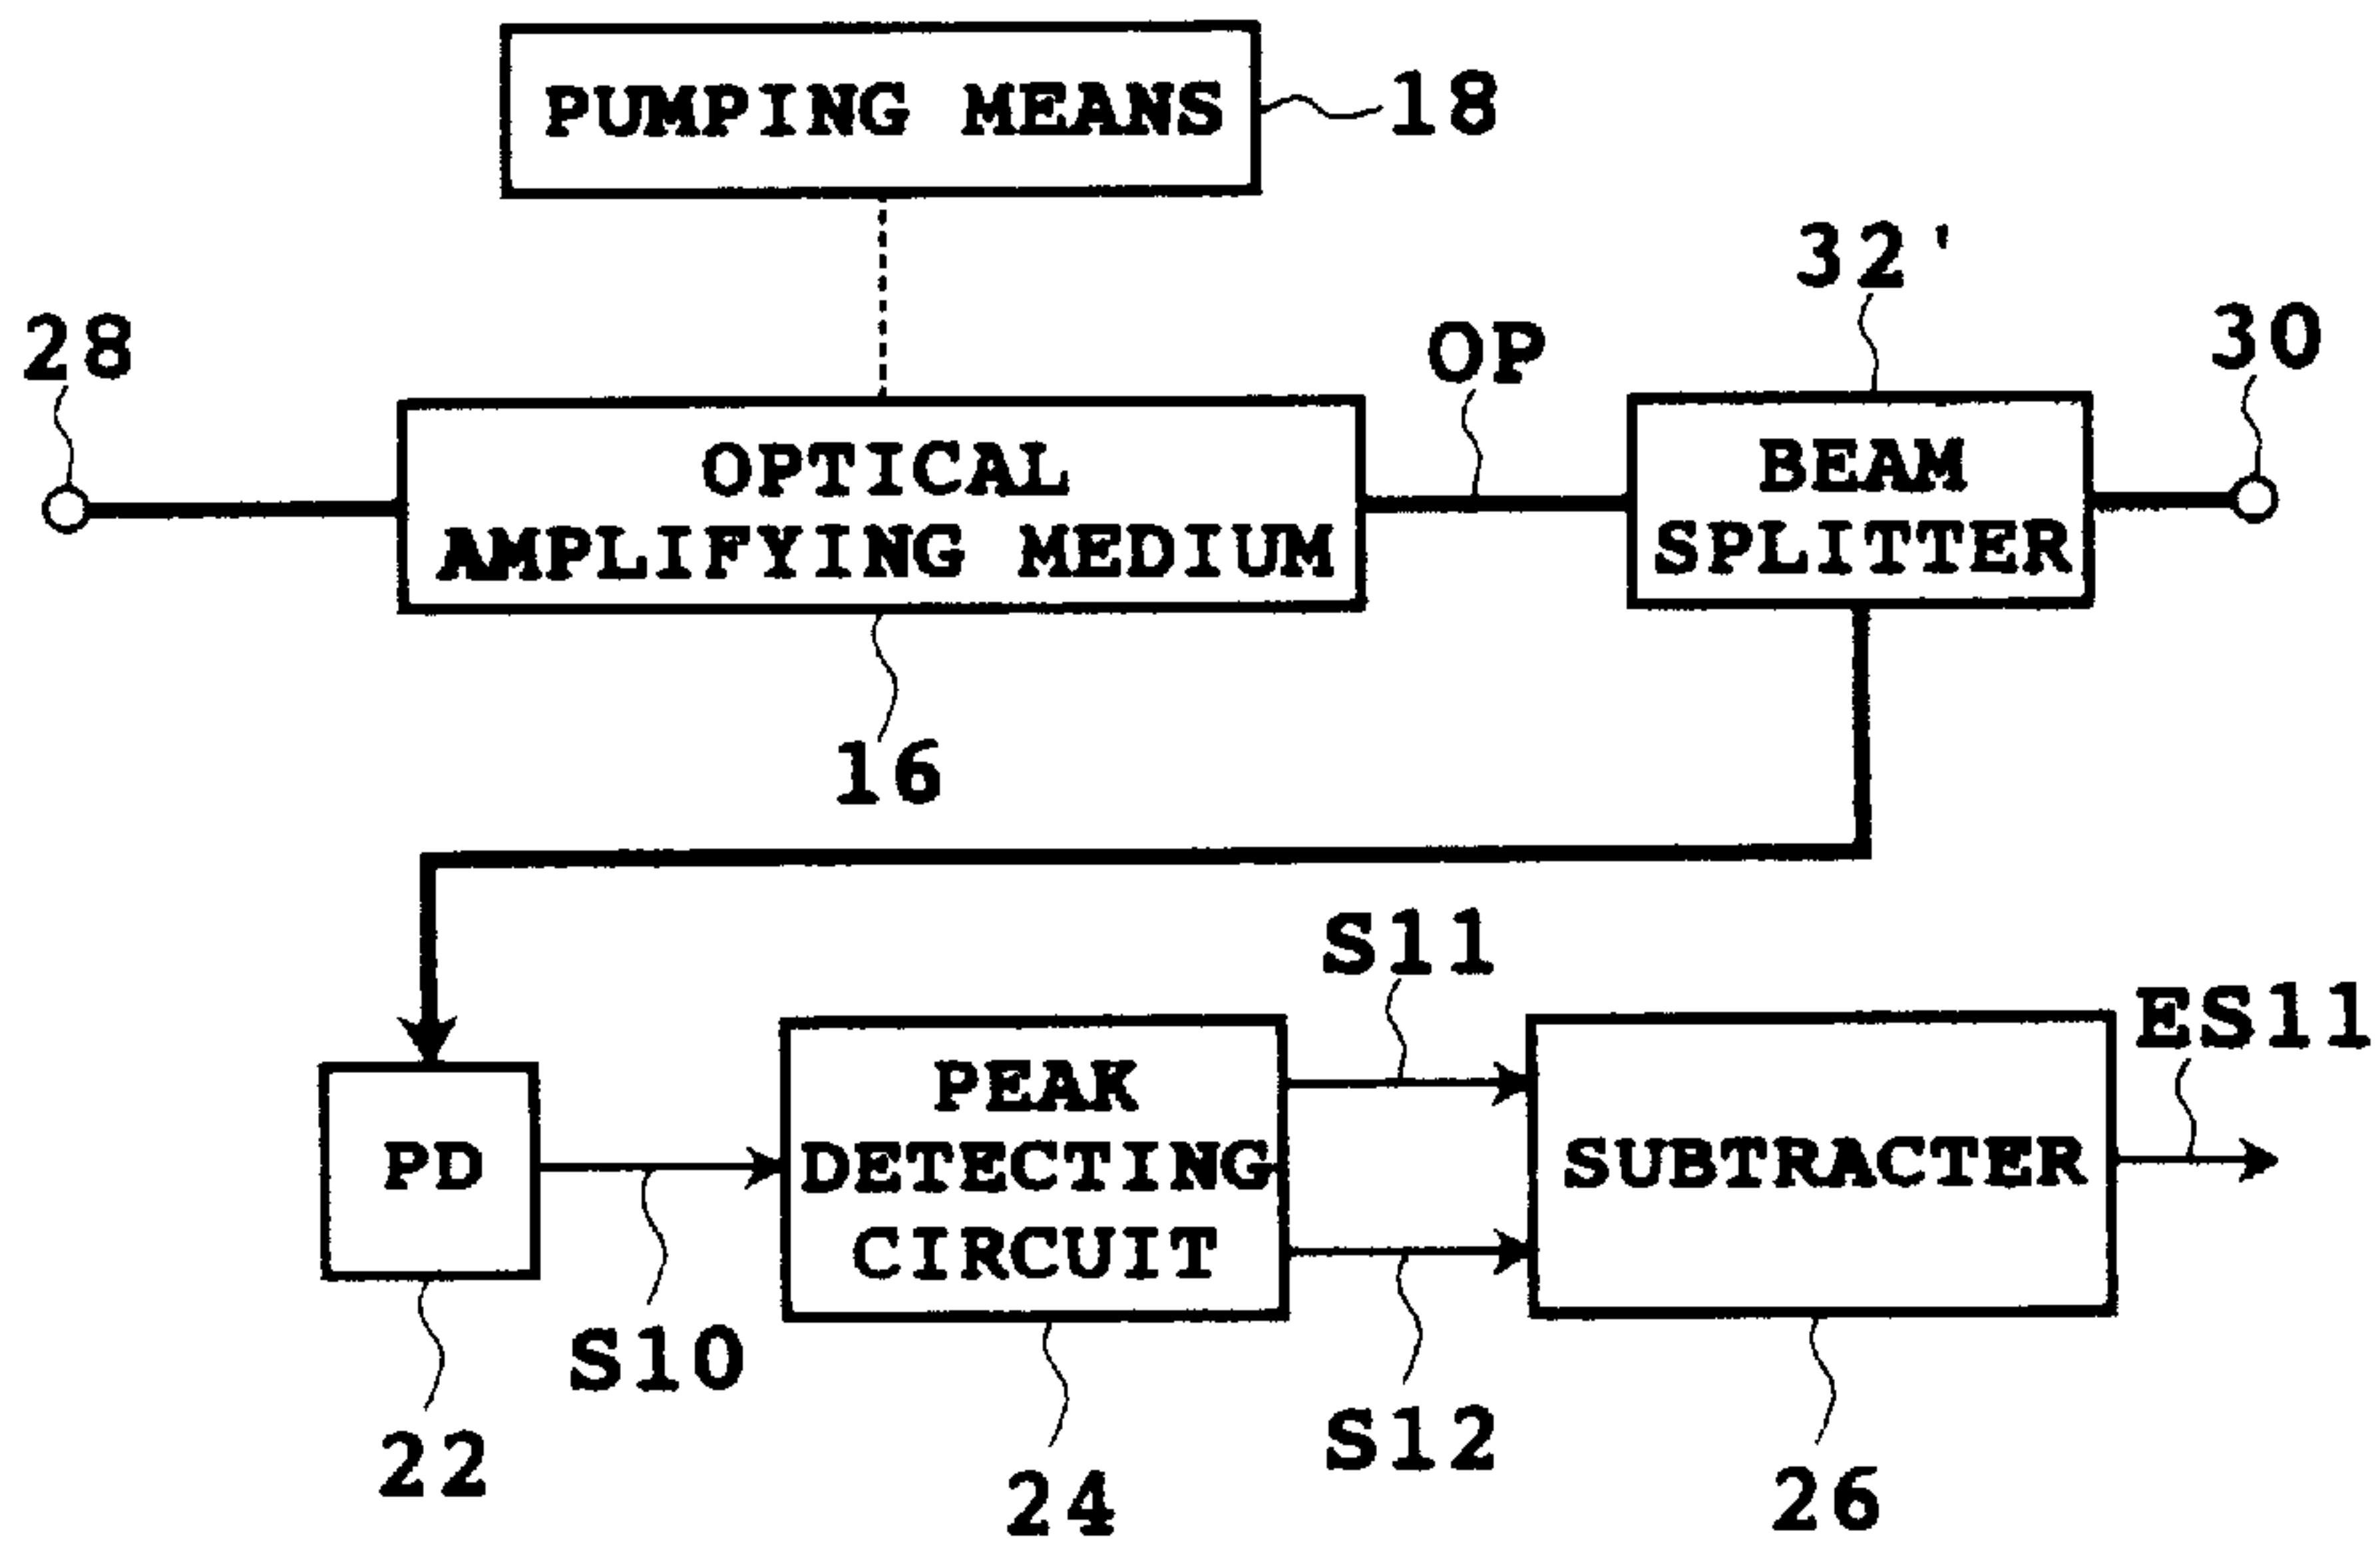 PUMPING MEANS
18
32'
28
OP
30
OPTICAL
AMPLIFYING MEDIUM
BEAM
SPLITTER
16
S11
ES11
PD
PEAK
DETECTING
CIRCUIT
SUBTRACTER
S10
S12
22
24
26